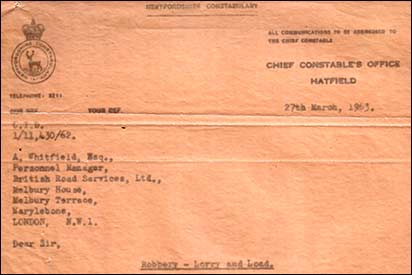 HERTFORDSHIRE CONSTABULARY
ALL COMMUNICATIONS TO BE ADDRESSED TO
THE CHIEF CONSTABLE
CHIEF CONSTABLE'S OFFICE
HATFIELD
TELEPHONE:
OUR REF. YOUR REF.
27th March, 1963.
C.I.D.
1/11,430/62.
A. Whitfield, Esq.,
Personnel Manager,
British Road Services, Ltd.,
Melbury House,
Melbury Terrace,
Marylebone,
LONDON, N.W.1.
Dear Sir,
Robbery - Lorry and Load.